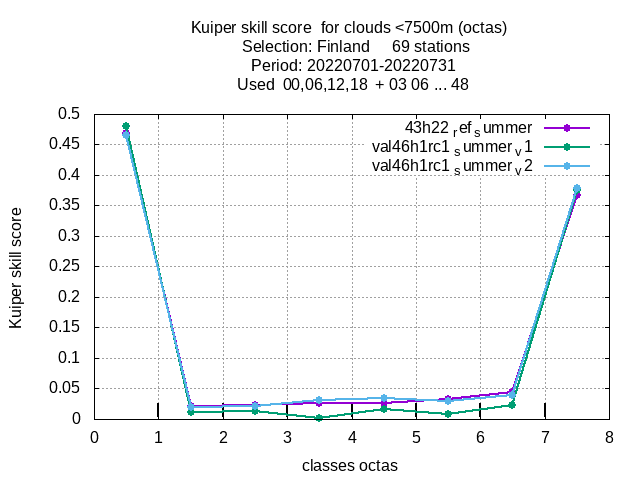 Kuiper skill score  for clouds <7500m (octas)
Selection: Finland     69 stations
Period: 20220701-20220731
Used  00,06,12,18  + 03 06 ... 48
43h22 ref summer
val46h1rc1 summer v1
val46h1rc1 summer v2
Kuiper skill score
0.5
0.45
0.4
0.35
0.3
0.25
0.2
0.15
0.1
0.05
0
0 1 2 3 4 5 6 7 8
classes octas